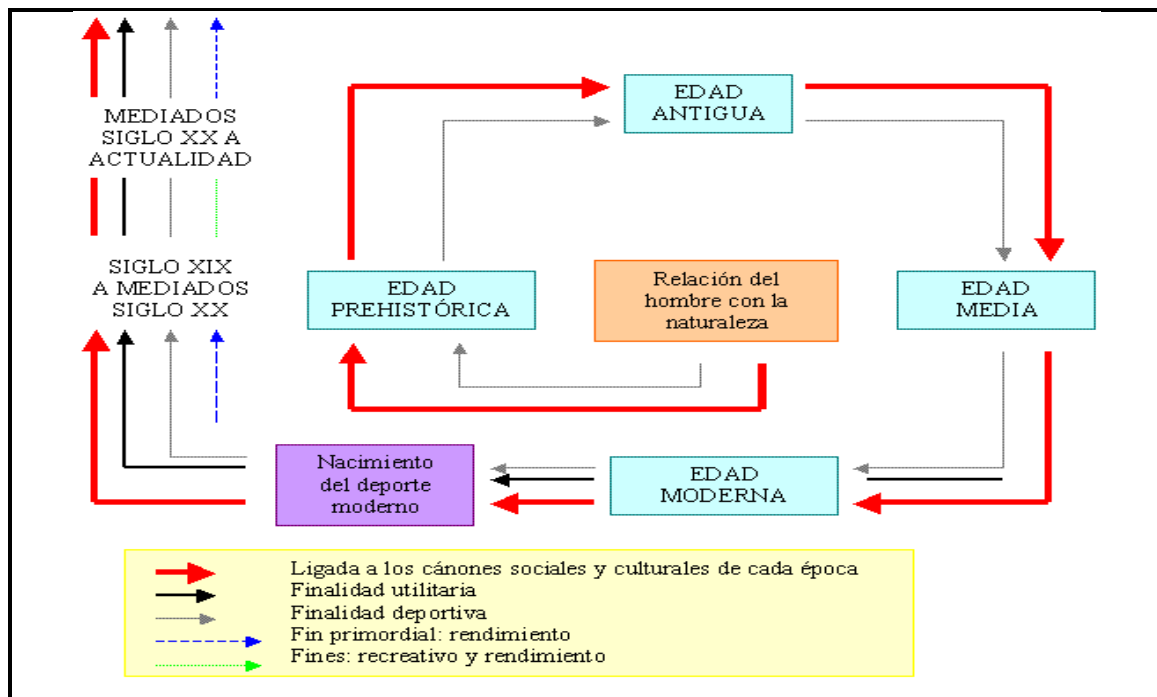 MEDIADOS
SIGLO XX A
ACTUALIDAD
SIGLO XIX
A MEDIADOS
SIGLO XX
EDAD
ANTIGUA
EDAD
PREHISTÓRICA
Relación del
hombre con la
naturaleza
EDAD
MEDIA
Nacimiento
del deporte
moderno
EDAD
MODERNA
Ligada a los cánones sociales y culturales de cada época
Finalidad utilitaria
Finalidad deportiva
Fin primordial: rendimiento
Fines: recreativo y rendimiento